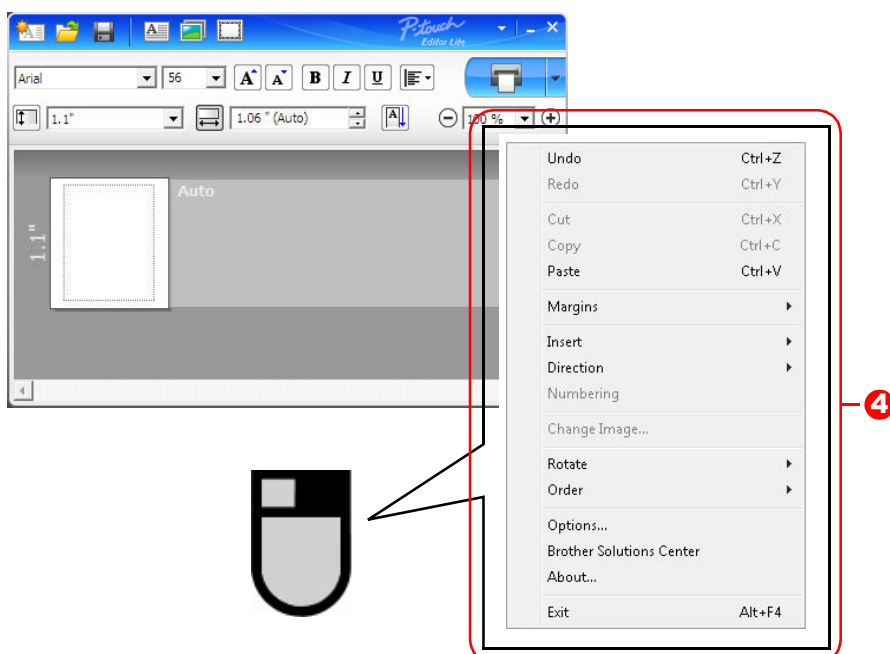 P-touch
Editor Lite
Arial 56 A A B I U
1.1" 1.06 " (Auto) A 100 %
Auto
1.1"
Undo Ctrl+Z
Redo Ctrl+Y
Cut Ctrl+X
Copy Ctrl+C
Paste Ctrl+V
Margins
Insert
Direction
Numbering
Change Image...
Rotate
Order
Options...
Brother Solutions Center
About...
Exit Alt+F4
4